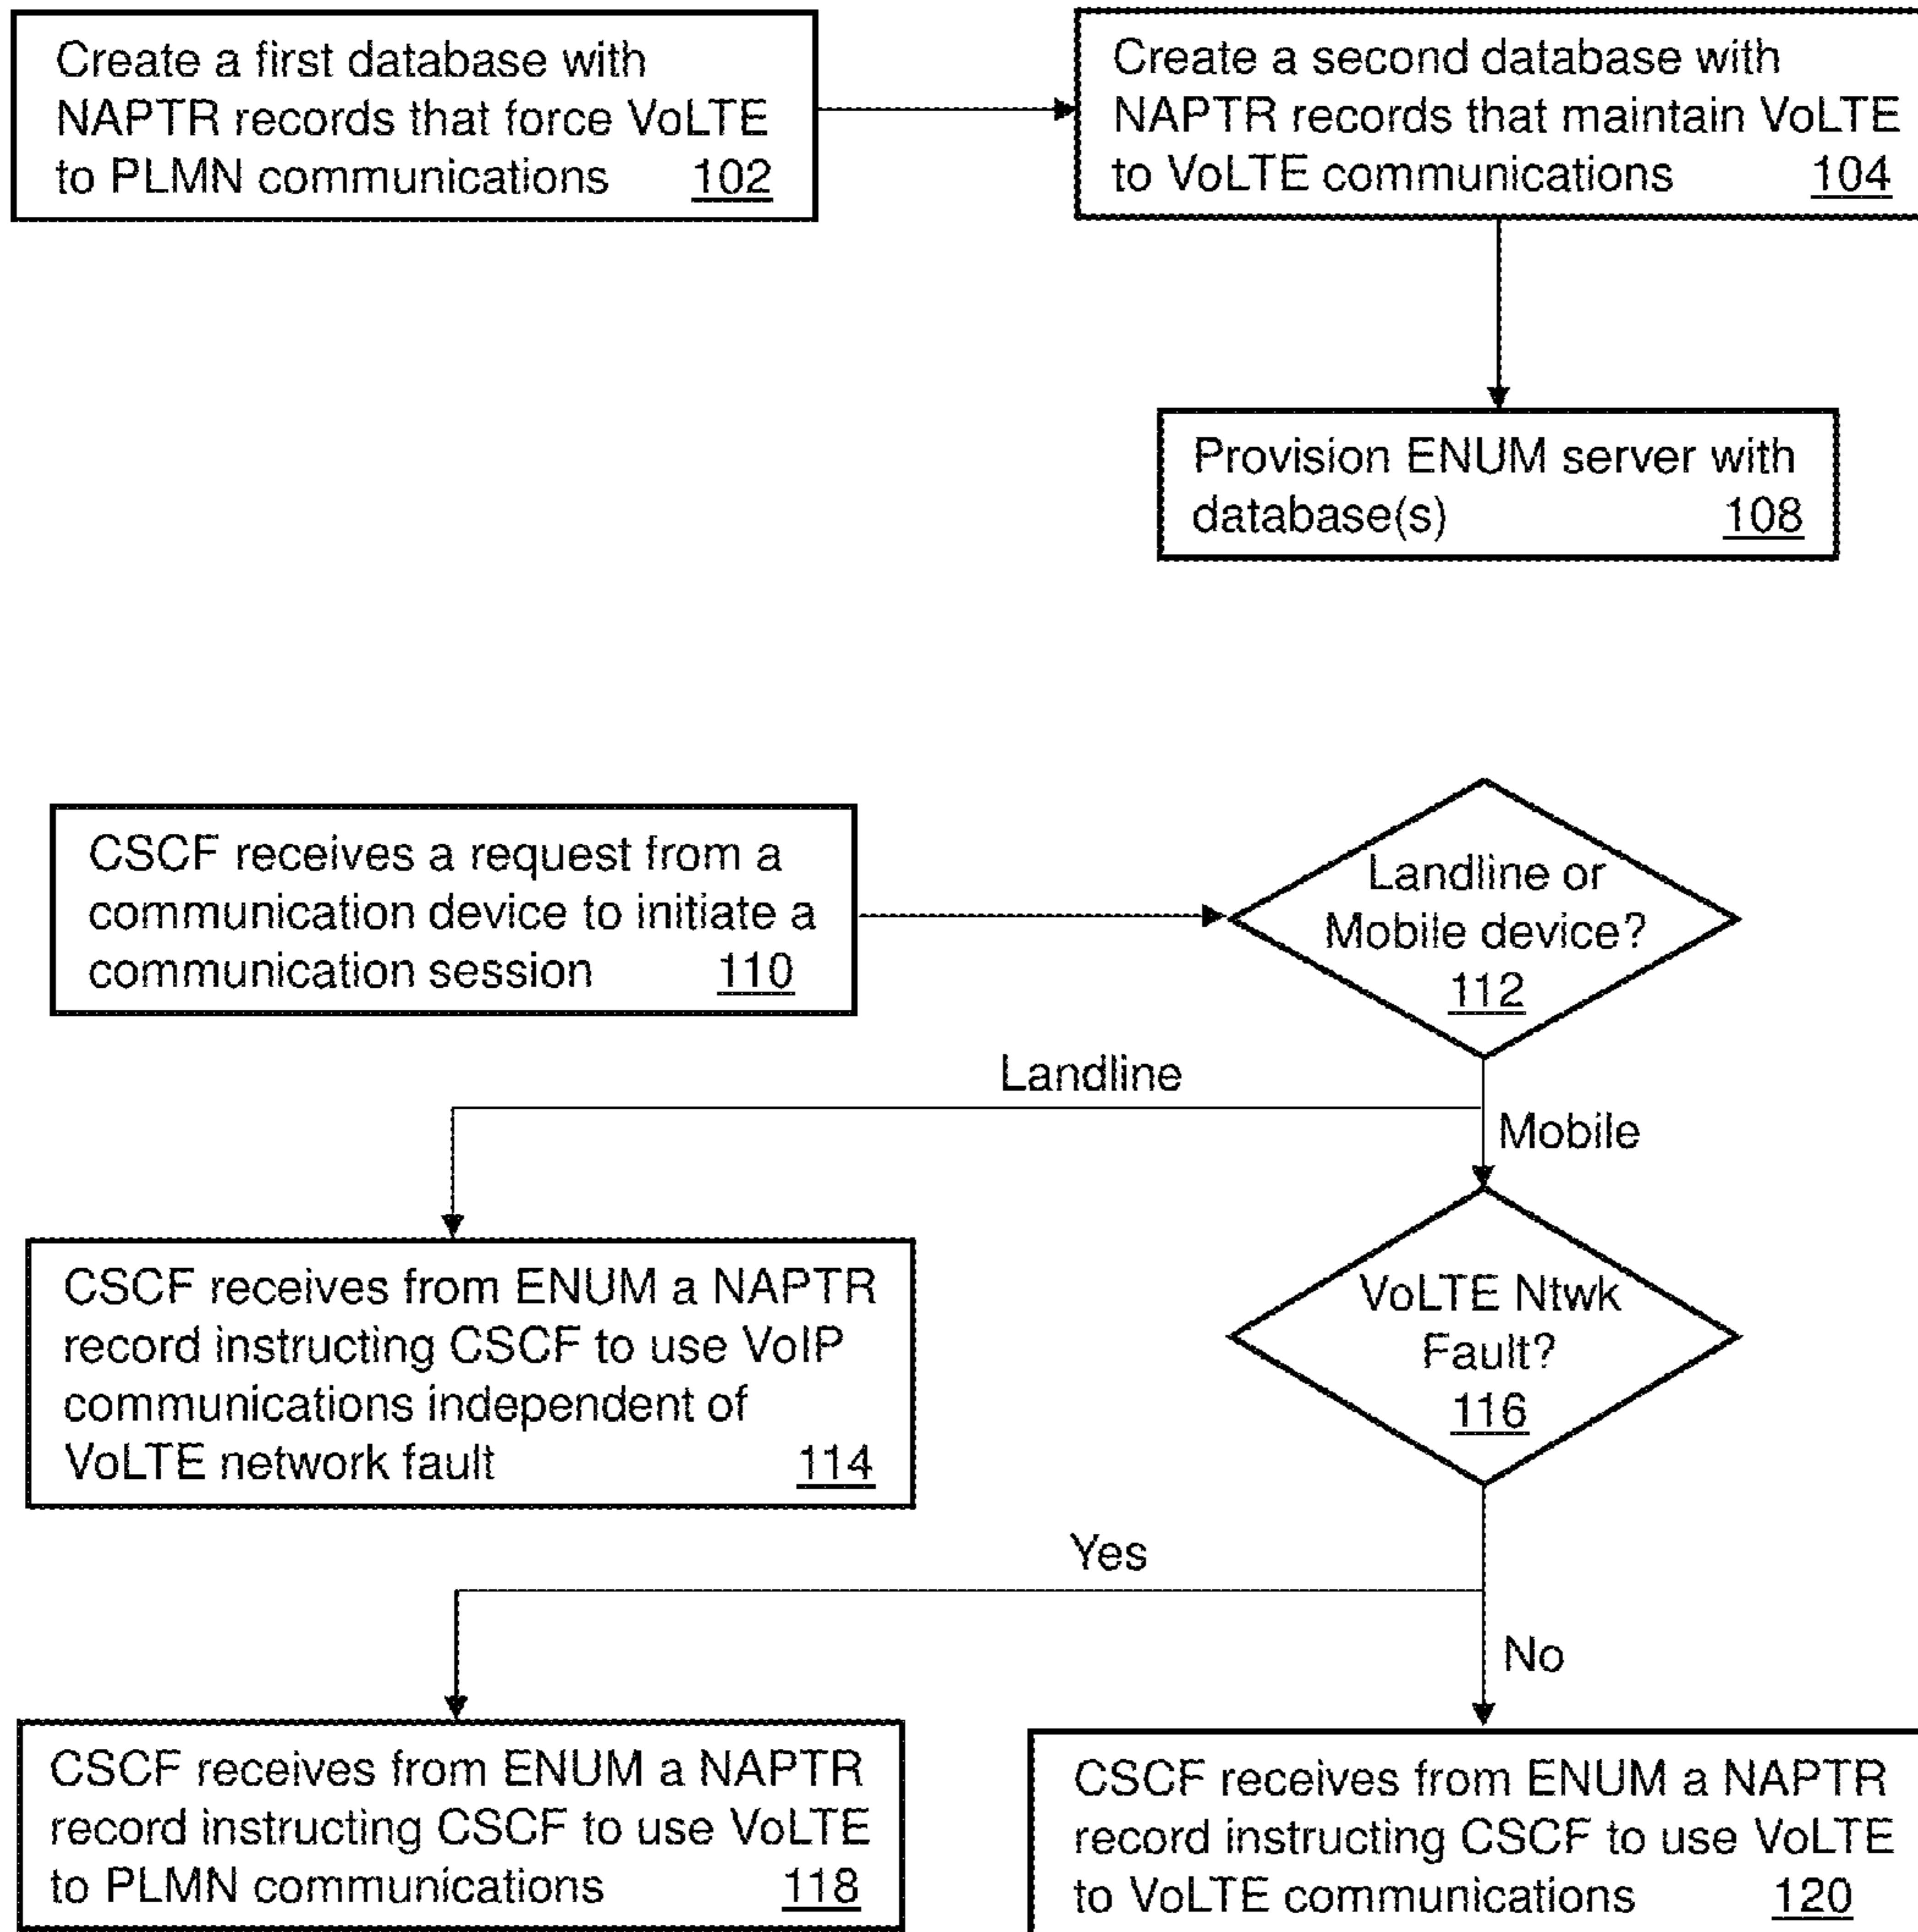 Create a first database with
NAPTR records that force VoLTE
to PLMN communications 102
Create a second database with
NAPTR records that maintain VoLTE
to VoLTE communications 104
Provision ENUM server with
database(s) 108
CSCF receives a request from a
communication device to initiate a
communication session 110
Landline or
Mobile device?
112
Landline
Mobile
CSCF receives from ENUM a NAPTR
record instructing CSCF to use VoIP
communications independent of
VoLTE network fault 114
VoLTE Ntwk
Fault?
116
Yes
No
CSCF receives from ENUM a NAPTR
record instructing CSCF to use VoLTE
to PLMN communications 118
CSCF receives from ENUM a NAPTR
record instructing CSCF to use VoLTE
to VoLTE communications 120